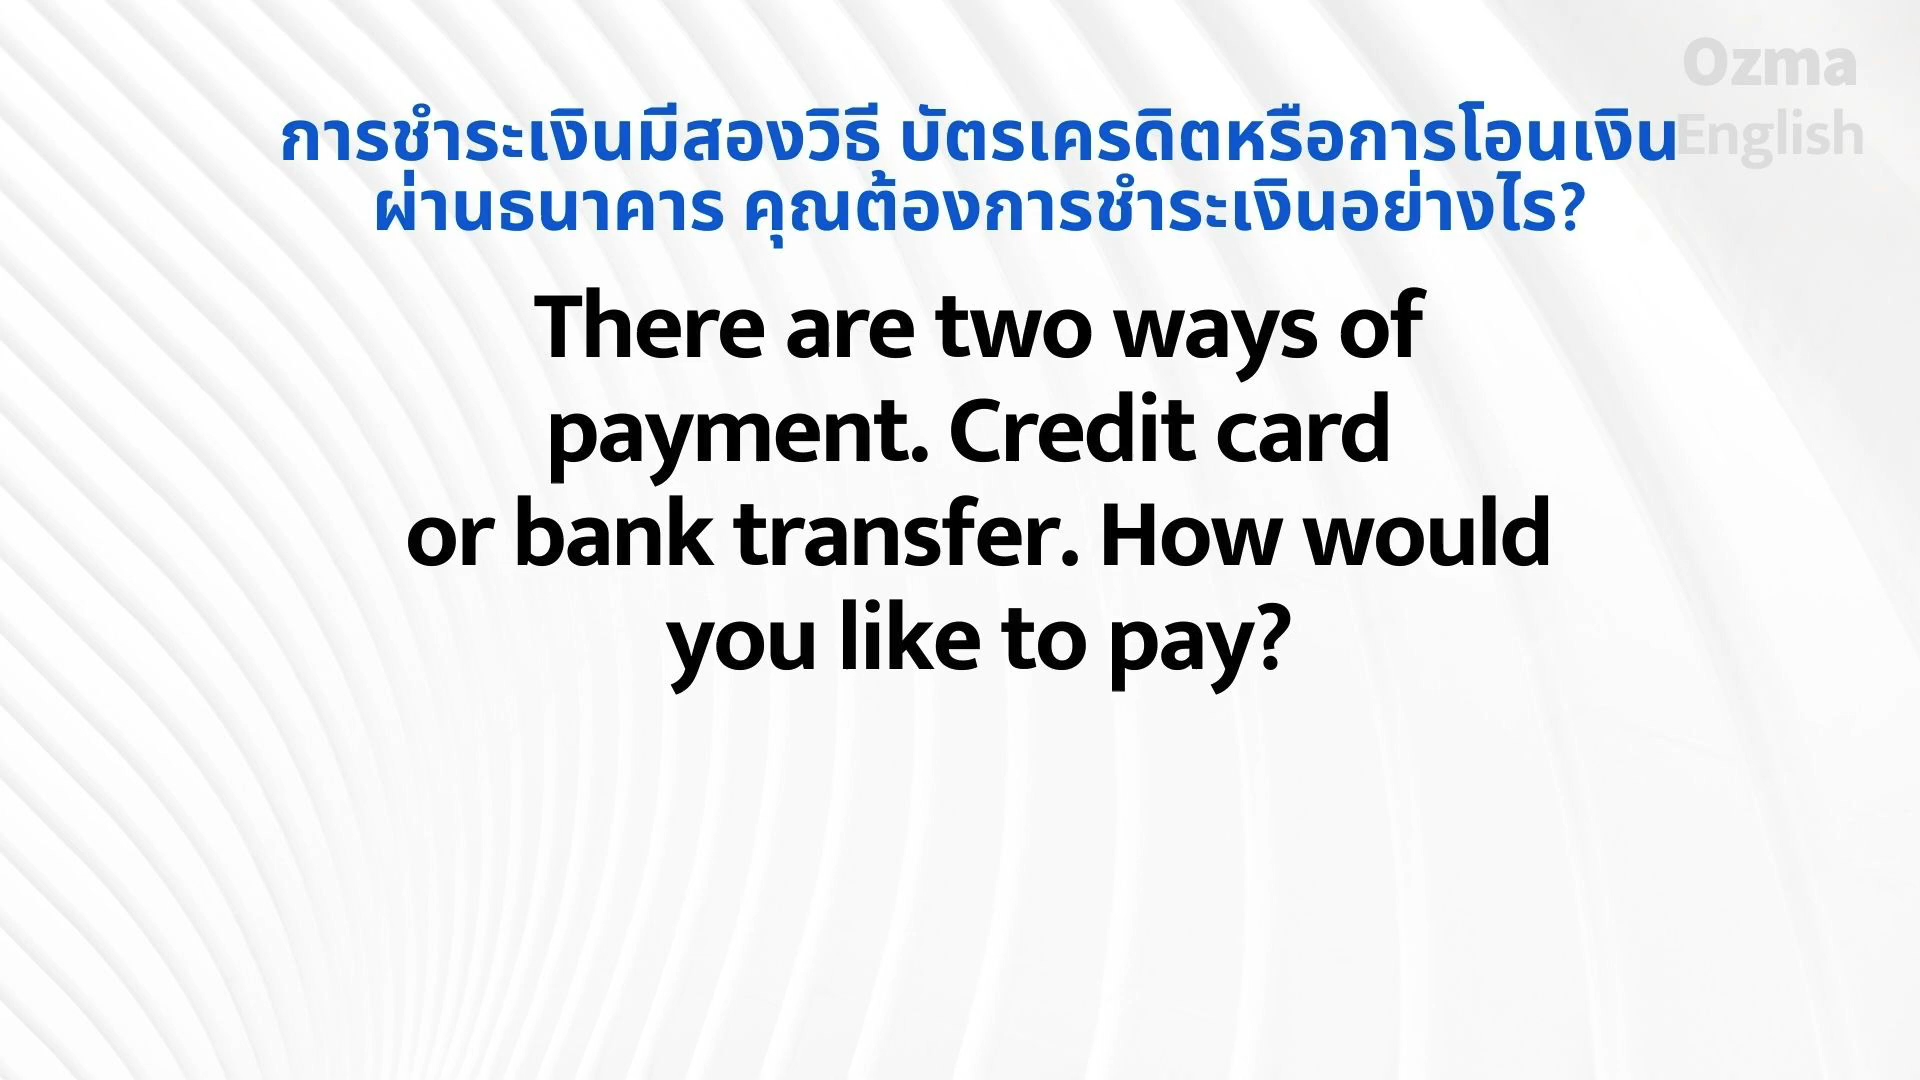 Ozma
English
การชำระเงินมีสองวิธี บัตรเครดิตหรือการโอนเงิน
ผ่านธนาคาร คุณต้องการชำระเงินอย่างไร?
There are two ways of
payment. Credit card
or bank transfer. How would
you like to pay?